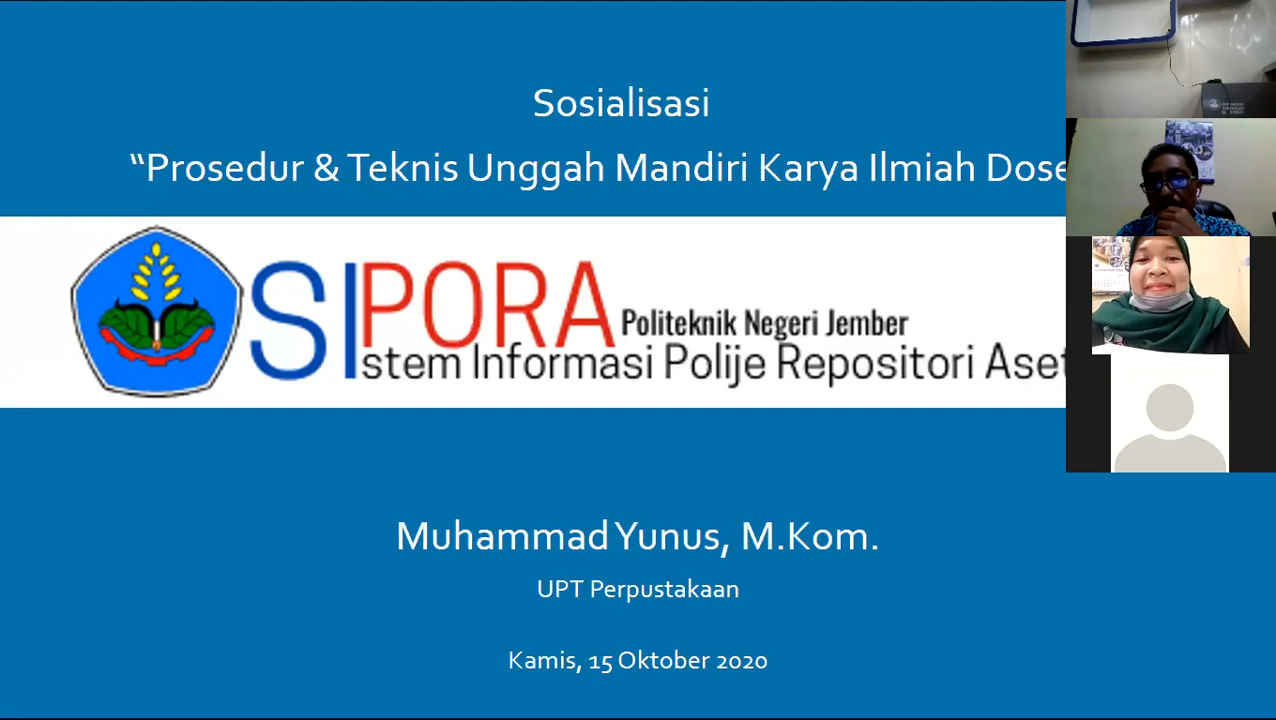 Sosialisasi
“Prosedur & Teknis Unggah Mandiri Karya Ilmiah Dose
SIPORA
Politeknik Negeri Jember
stem Informasi Polije Repositori Aset
Muhammad Yunus, M.Kom.
UPT Perpustakaan
Kamis, 15 Oktober 2020